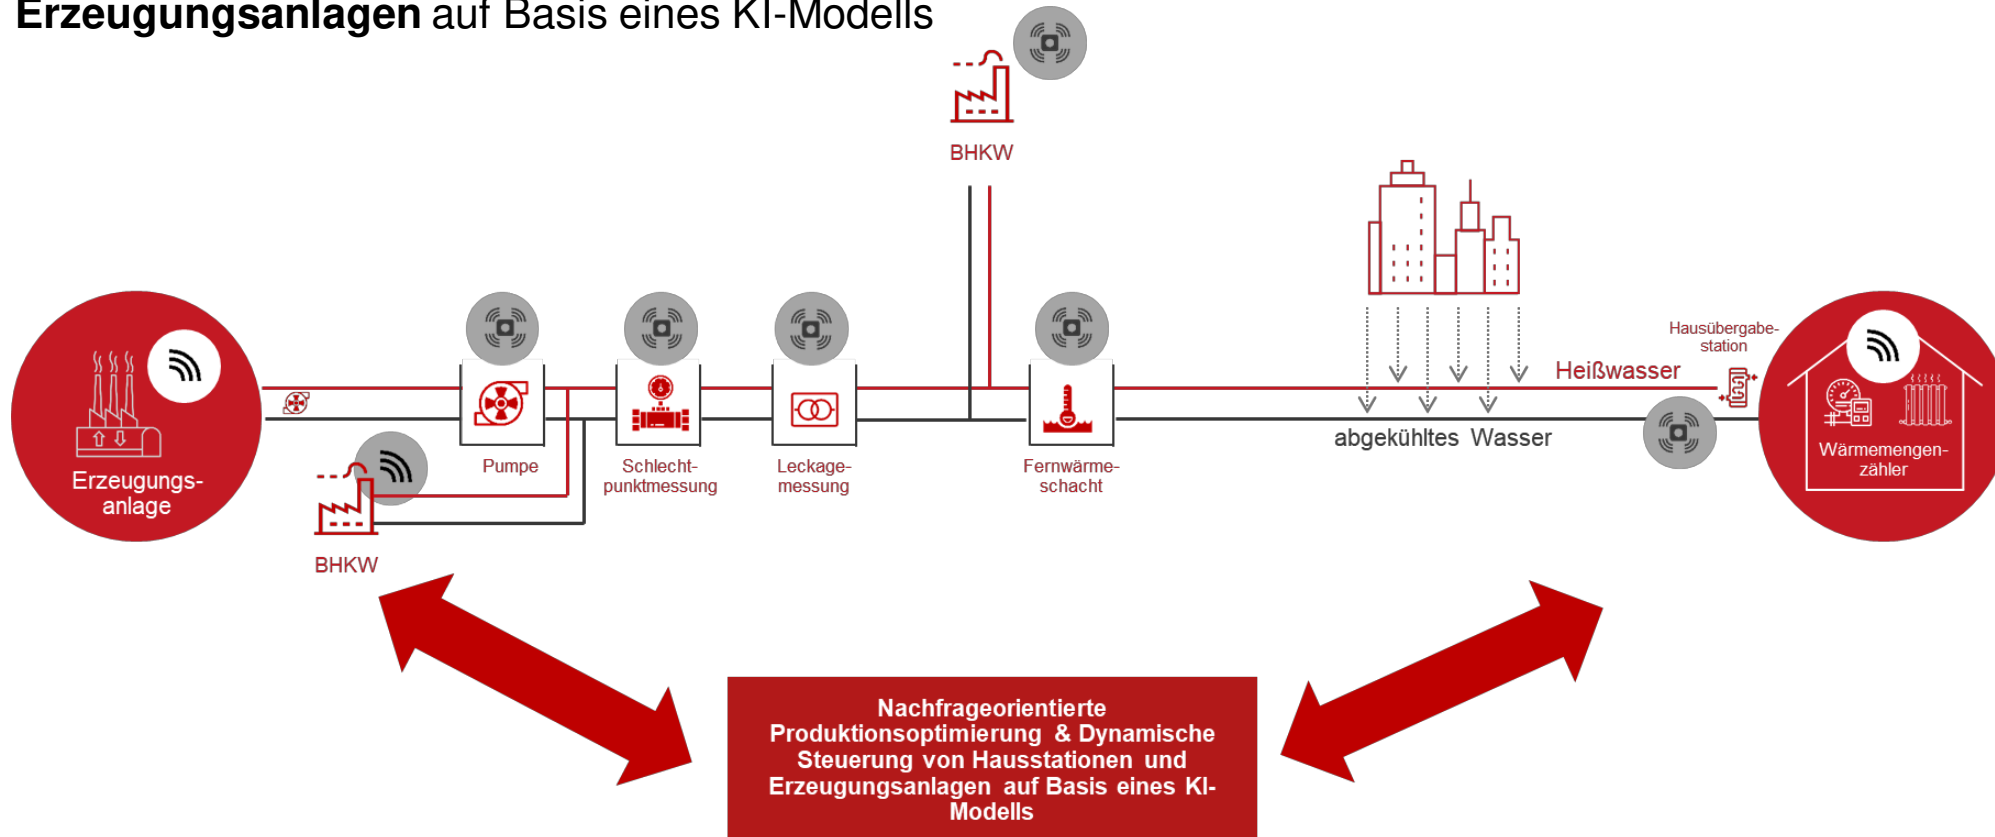 Erzeugungsanlagen auf Basis eines KI-Modells
BHKW
Hausübergabe-
station
Heißwasser
abgekühltes Wasser
Erzeugungs-
anlage
Pumpe
Schlecht-
punktmessung
Leckage-
messung
Fernwärme-
schacht
Wärmemengen-
zähler
BHKW
Nachfrageorientierte
Produktionsoptimierung & Dynamische
Steuerung von Hausstationen und
Erzeugungsanlagen auf Basis eines KI-
Modells